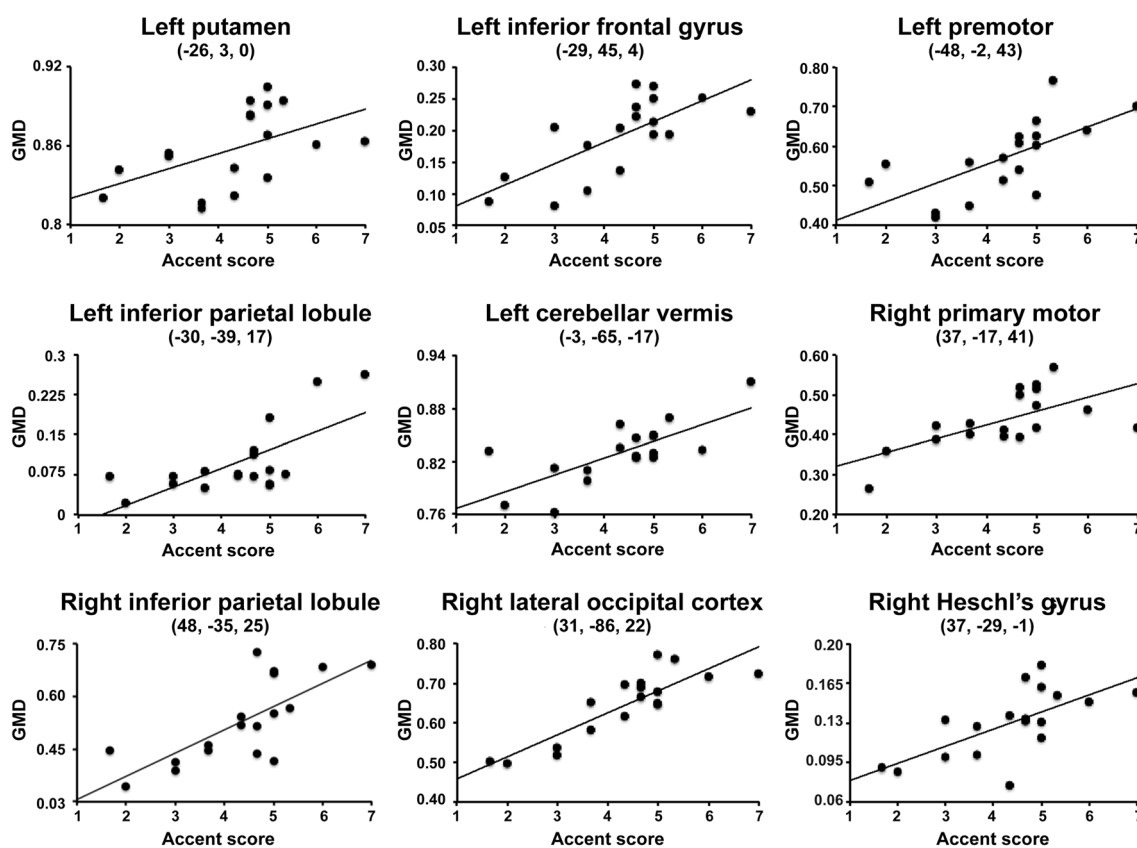 Left putamen
(-26, 3, 0)
0.92
0.86
0.8
GMD
1 2 3 4 5 6 7
Accent score
Left inferior frontal gyrus
(-29, 45, 4)
0.30
0.25
0.20
0.15
0.10
0.05
GMD
1 2 3 4 5 6 7
Accent score
Left premotor
(-48, -2, 43)
0.80
0.70
0.60
0.50
0.40
GMD
1 2 3 4 5 6 7
Accent score
Left inferior parietal lobule
(-30, -39, 17)
0.3
0.225
0.15
0.075
0
GMD
1 2 3 4 5 6 7
Accent score
Left cerebellar vermis
(-3, -65, -17)
0.94
0.88
0.82
0.76
GMD
1 2 3 4 5 6 7
Accent score
Right primary motor
(37, -17, 41)
0.60
0.50
0.40
0.30
0.20
GMD
1 2 3 4 5 6 7
Accent score
Right inferior parietal lobule
(48, -35, 25)
0.75
0.60
0.45
0.03
GMD
1 2 3 4 5 6 7
Accent score
Right lateral occipital cortex
(31, -86, 22)
0.80
0.70
0.60
0.50
0.40
GMD
1 2 3 4 5 6 7
Accent score
Right Heschl's gyrus
(37, -29, -1)
0.20
0.165
0.13
0.095
0.06
GMD
1 2 3 4 5 6 7
Accent score